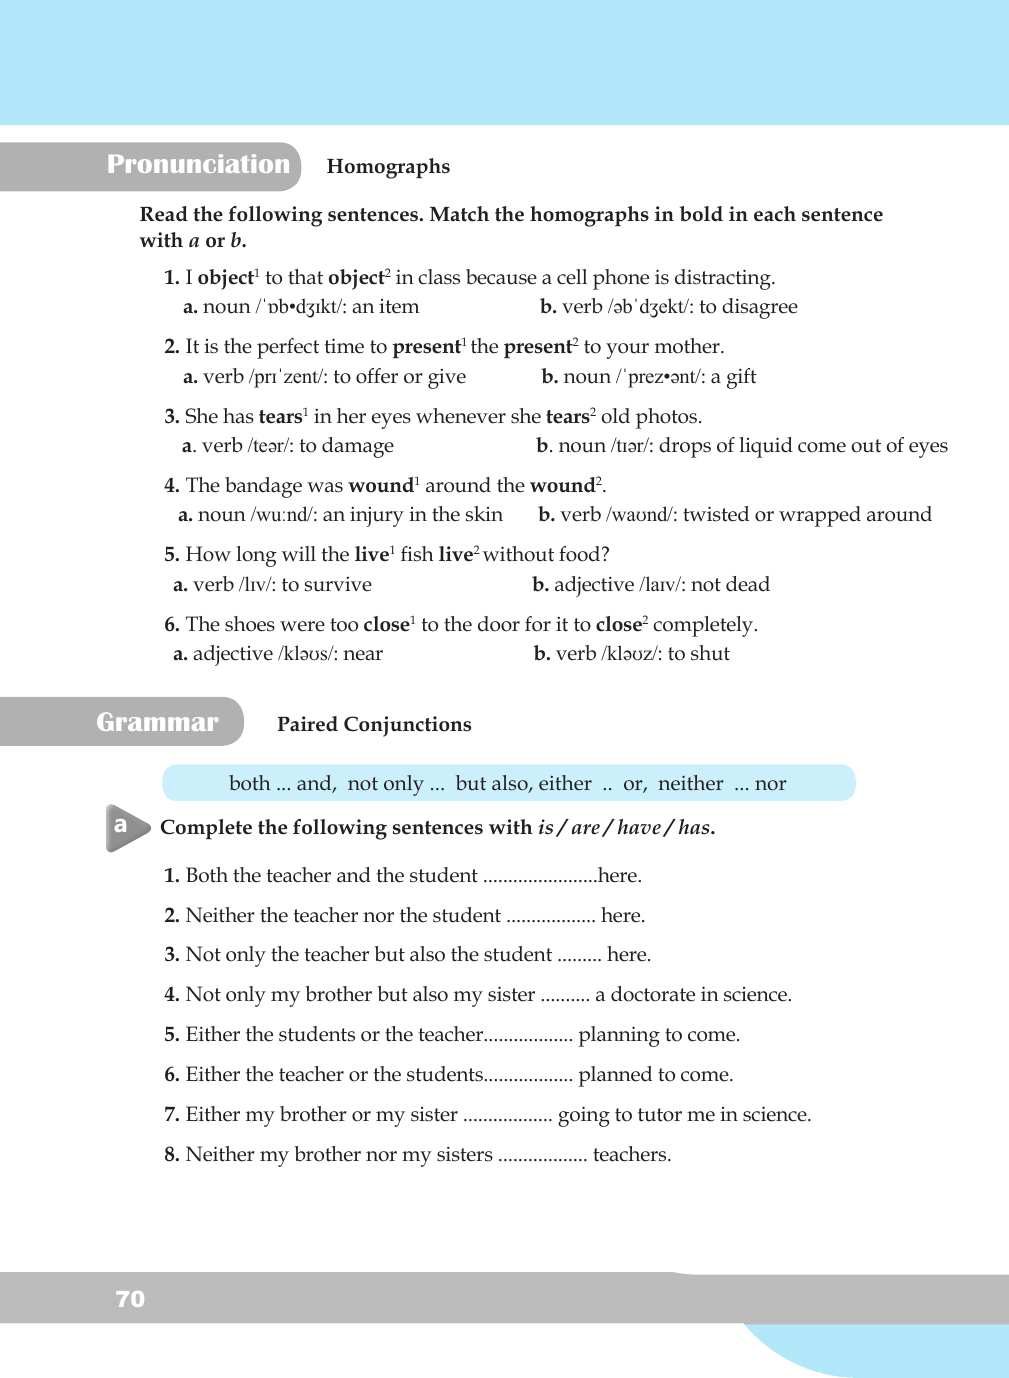 Pronunciation Homographs
Read the following sentences. Match the homographs in bold in each sentence
with a or b.
1. I object¹ to that object² in class because a cell phone is distracting.
a. noun /ˈɒb•dʒɪkt/: an item b. verb /əbˈdʒekt/: to disagree
2. It is the perfect time to present¹ the present² to your mother.
a. verb /prɪˈzent/: to offer or give b. noun /ˈprez•ənt/: a gift
3. She has tears¹ in her eyes whenever she tears² old photos.
a. verb /teər/: to damage b. noun /tɪər/: drops of liquid come out of eyes
4. The bandage was wound¹ around the wound².
a. noun /wuːnd/: an injury in the skin b. verb /waʊnd/: twisted or wrapped around
5. How long will the live¹ fish live² without food?
a. verb /lɪv/: to survive b. adjective /laɪv/: not dead
6. The shoes were too close¹ to the door for it to close² completely.
a. adjective /kləʊs/: near b. verb /kləʊz/: to shut
Grammar Paired Conjunctions
both ... and, not only ... but also, either .. or, neither ... nor
a Complete the following sentences with is / are / have / has.
1. Both the teacher and the student .......................here.
2. Neither the teacher nor the student .................. here.
3. Not only the teacher but also the student ......... here.
4. Not only my brother but also my sister .......... a doctorate in science.
5. Either the students or the teacher.................. planning to come.
6. Either the teacher or the students.................. planned to come.
7. Either my brother or my sister .................. going to tutor me in science.
8. Neither my brother nor my sisters .................. teachers.
70